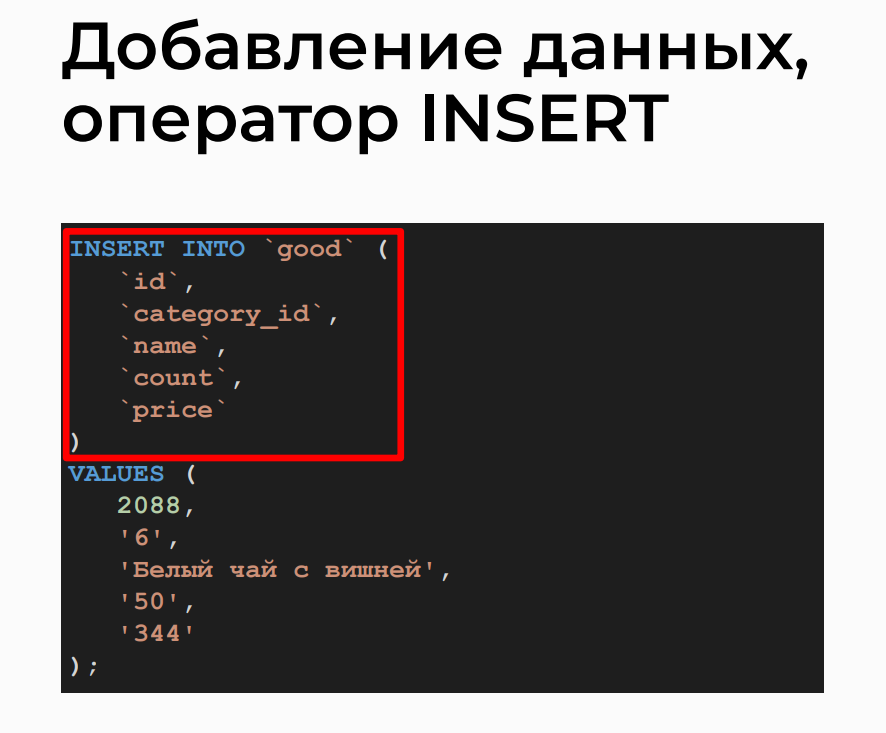 Добавление данных,
оператор INSERT
INSERT INTO `good` (
`id`,
`category_id`,
`name`,
`count`,
`price`
)
VALUES (
2088,
'6',
'Белый чай с вишней',
'50',
'344'
);